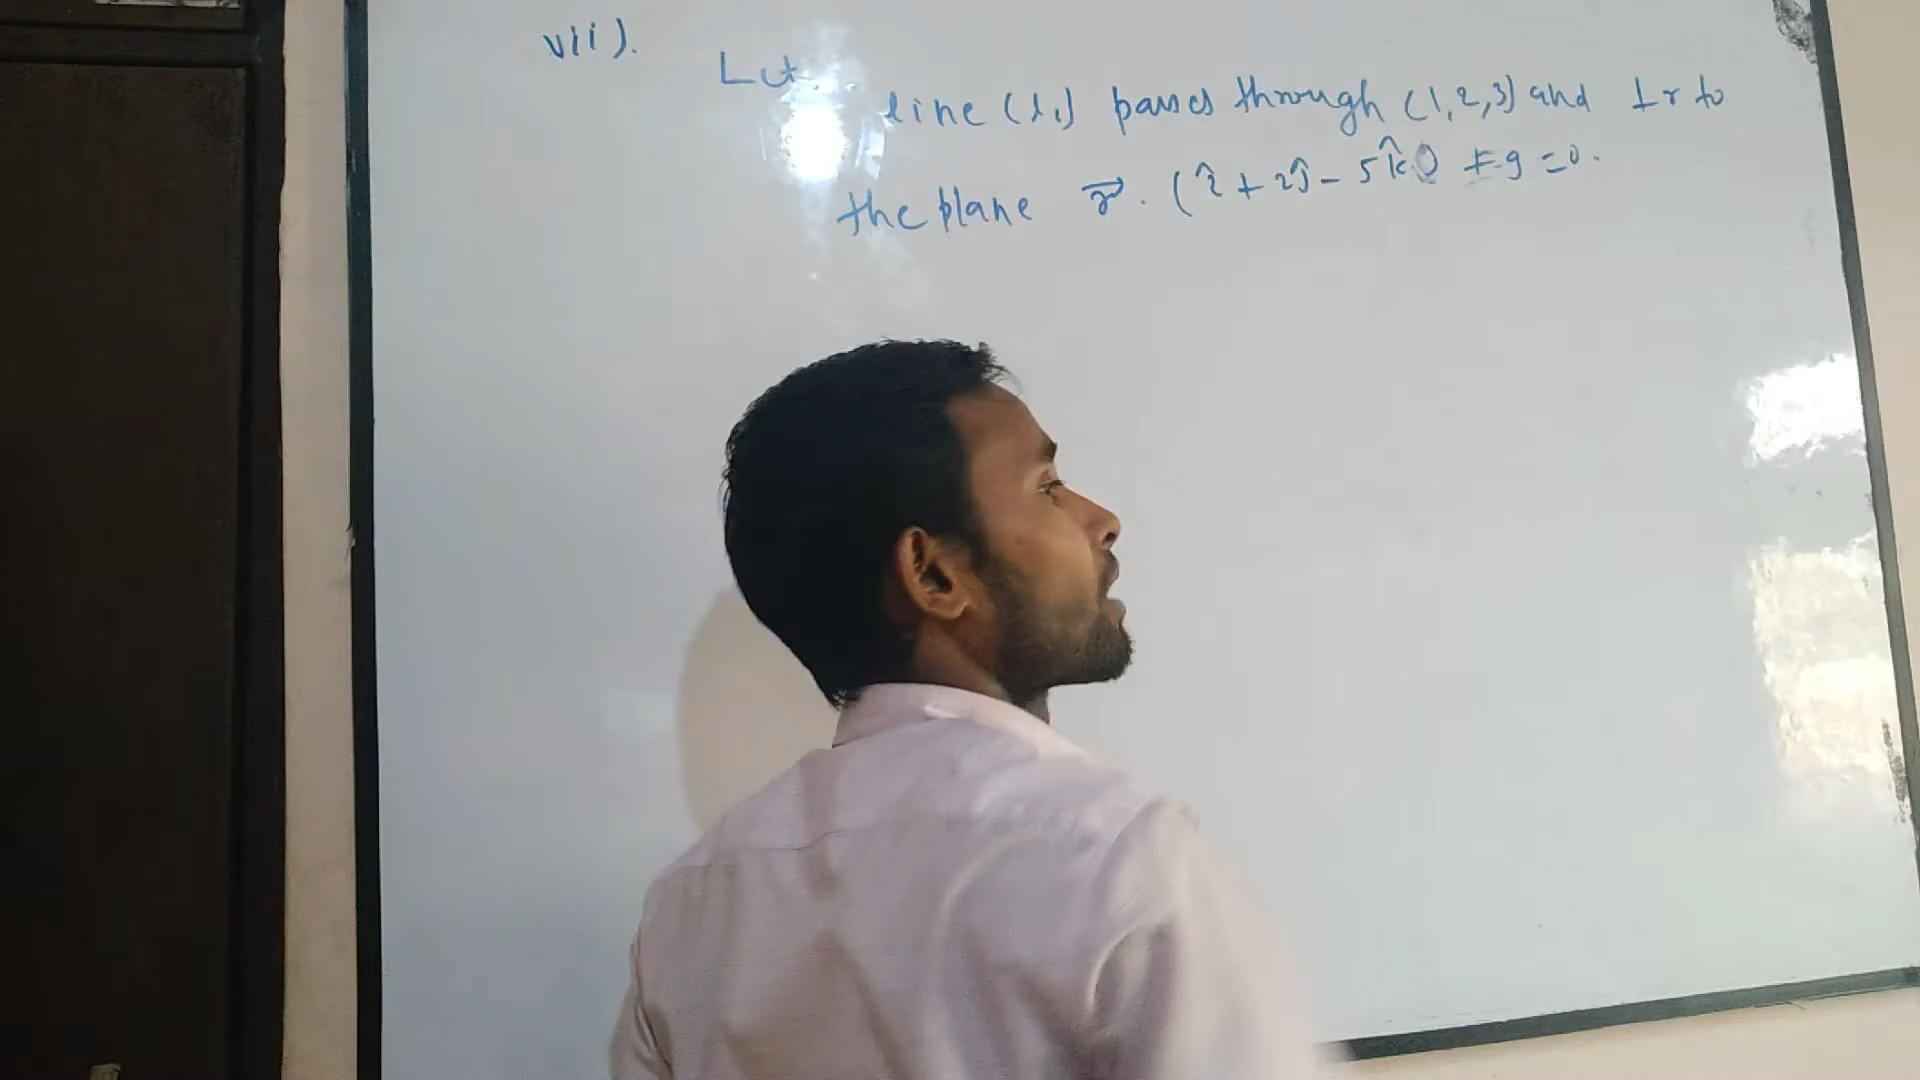 vii).
Let
line (l₁) passes through (1,2,3) and ⊥r to
the plane r⃗. (î + 2ĵ - 5k̂) + 9 = 0.